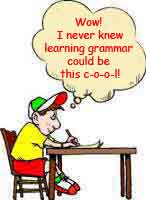 Wow!
I never knew
learning grammar
could be
this c-o-o-l!